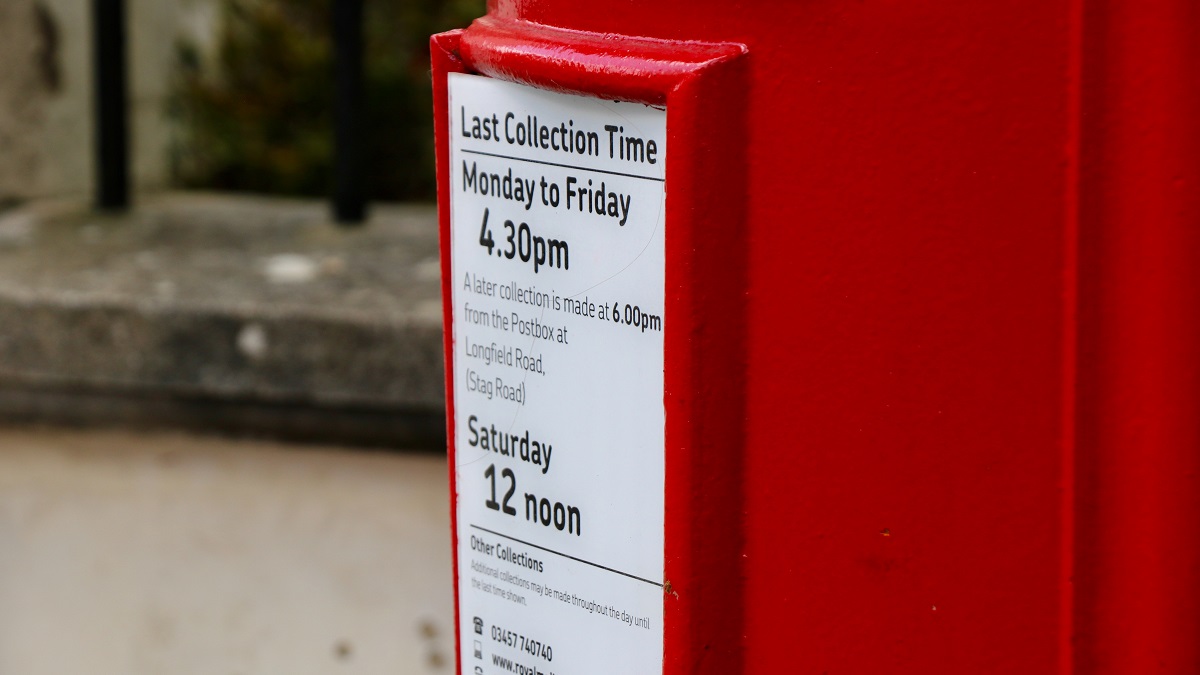 Last Collection Time
Monday to Friday
4.30pm
A later collection is made at 6.00pm
from the Postbox at
Longfield Road,
(Stag Road)
Saturday
12 noon
Other Collections
Additional collections may be made throughout the day until
the last time shown.
03457 740740